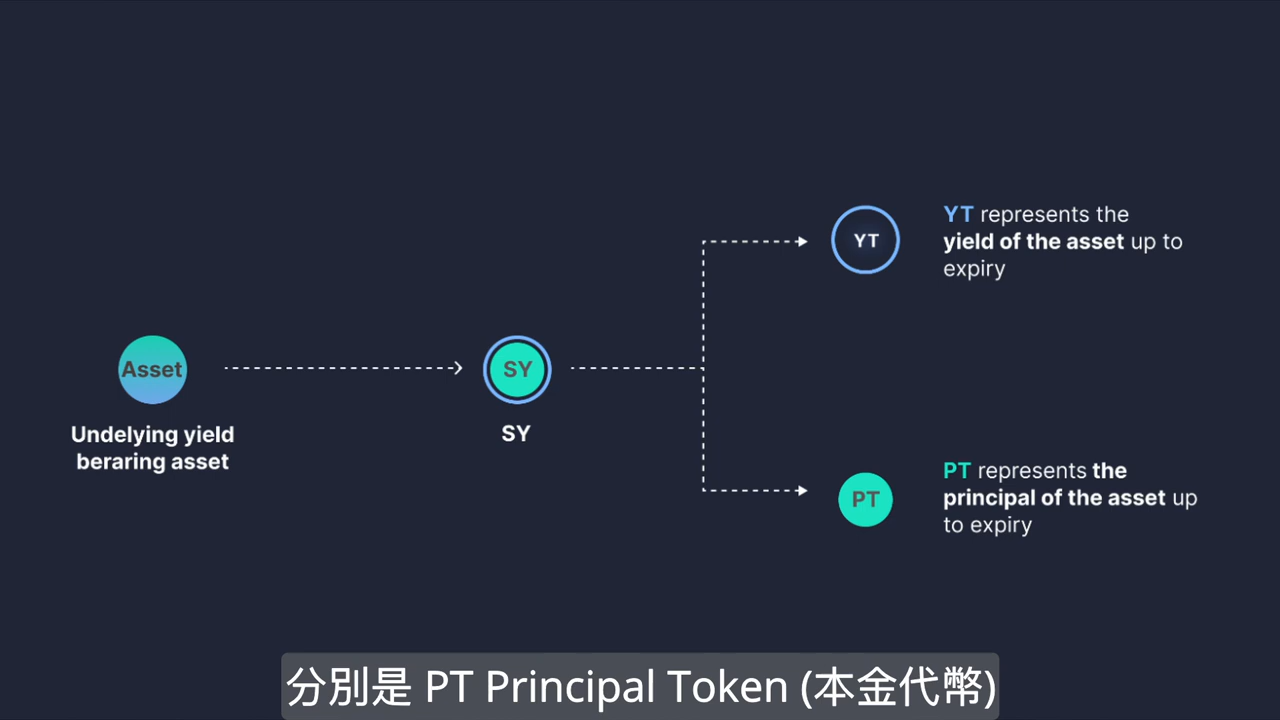 Asset
Undelying yield
beraring asset
SY
SY
YT
YT represents the
yield of the asset up to
expiry
PT
PT represents the
principal of the asset up
to expiry
分別是 PT Principal Token (本金代幣)